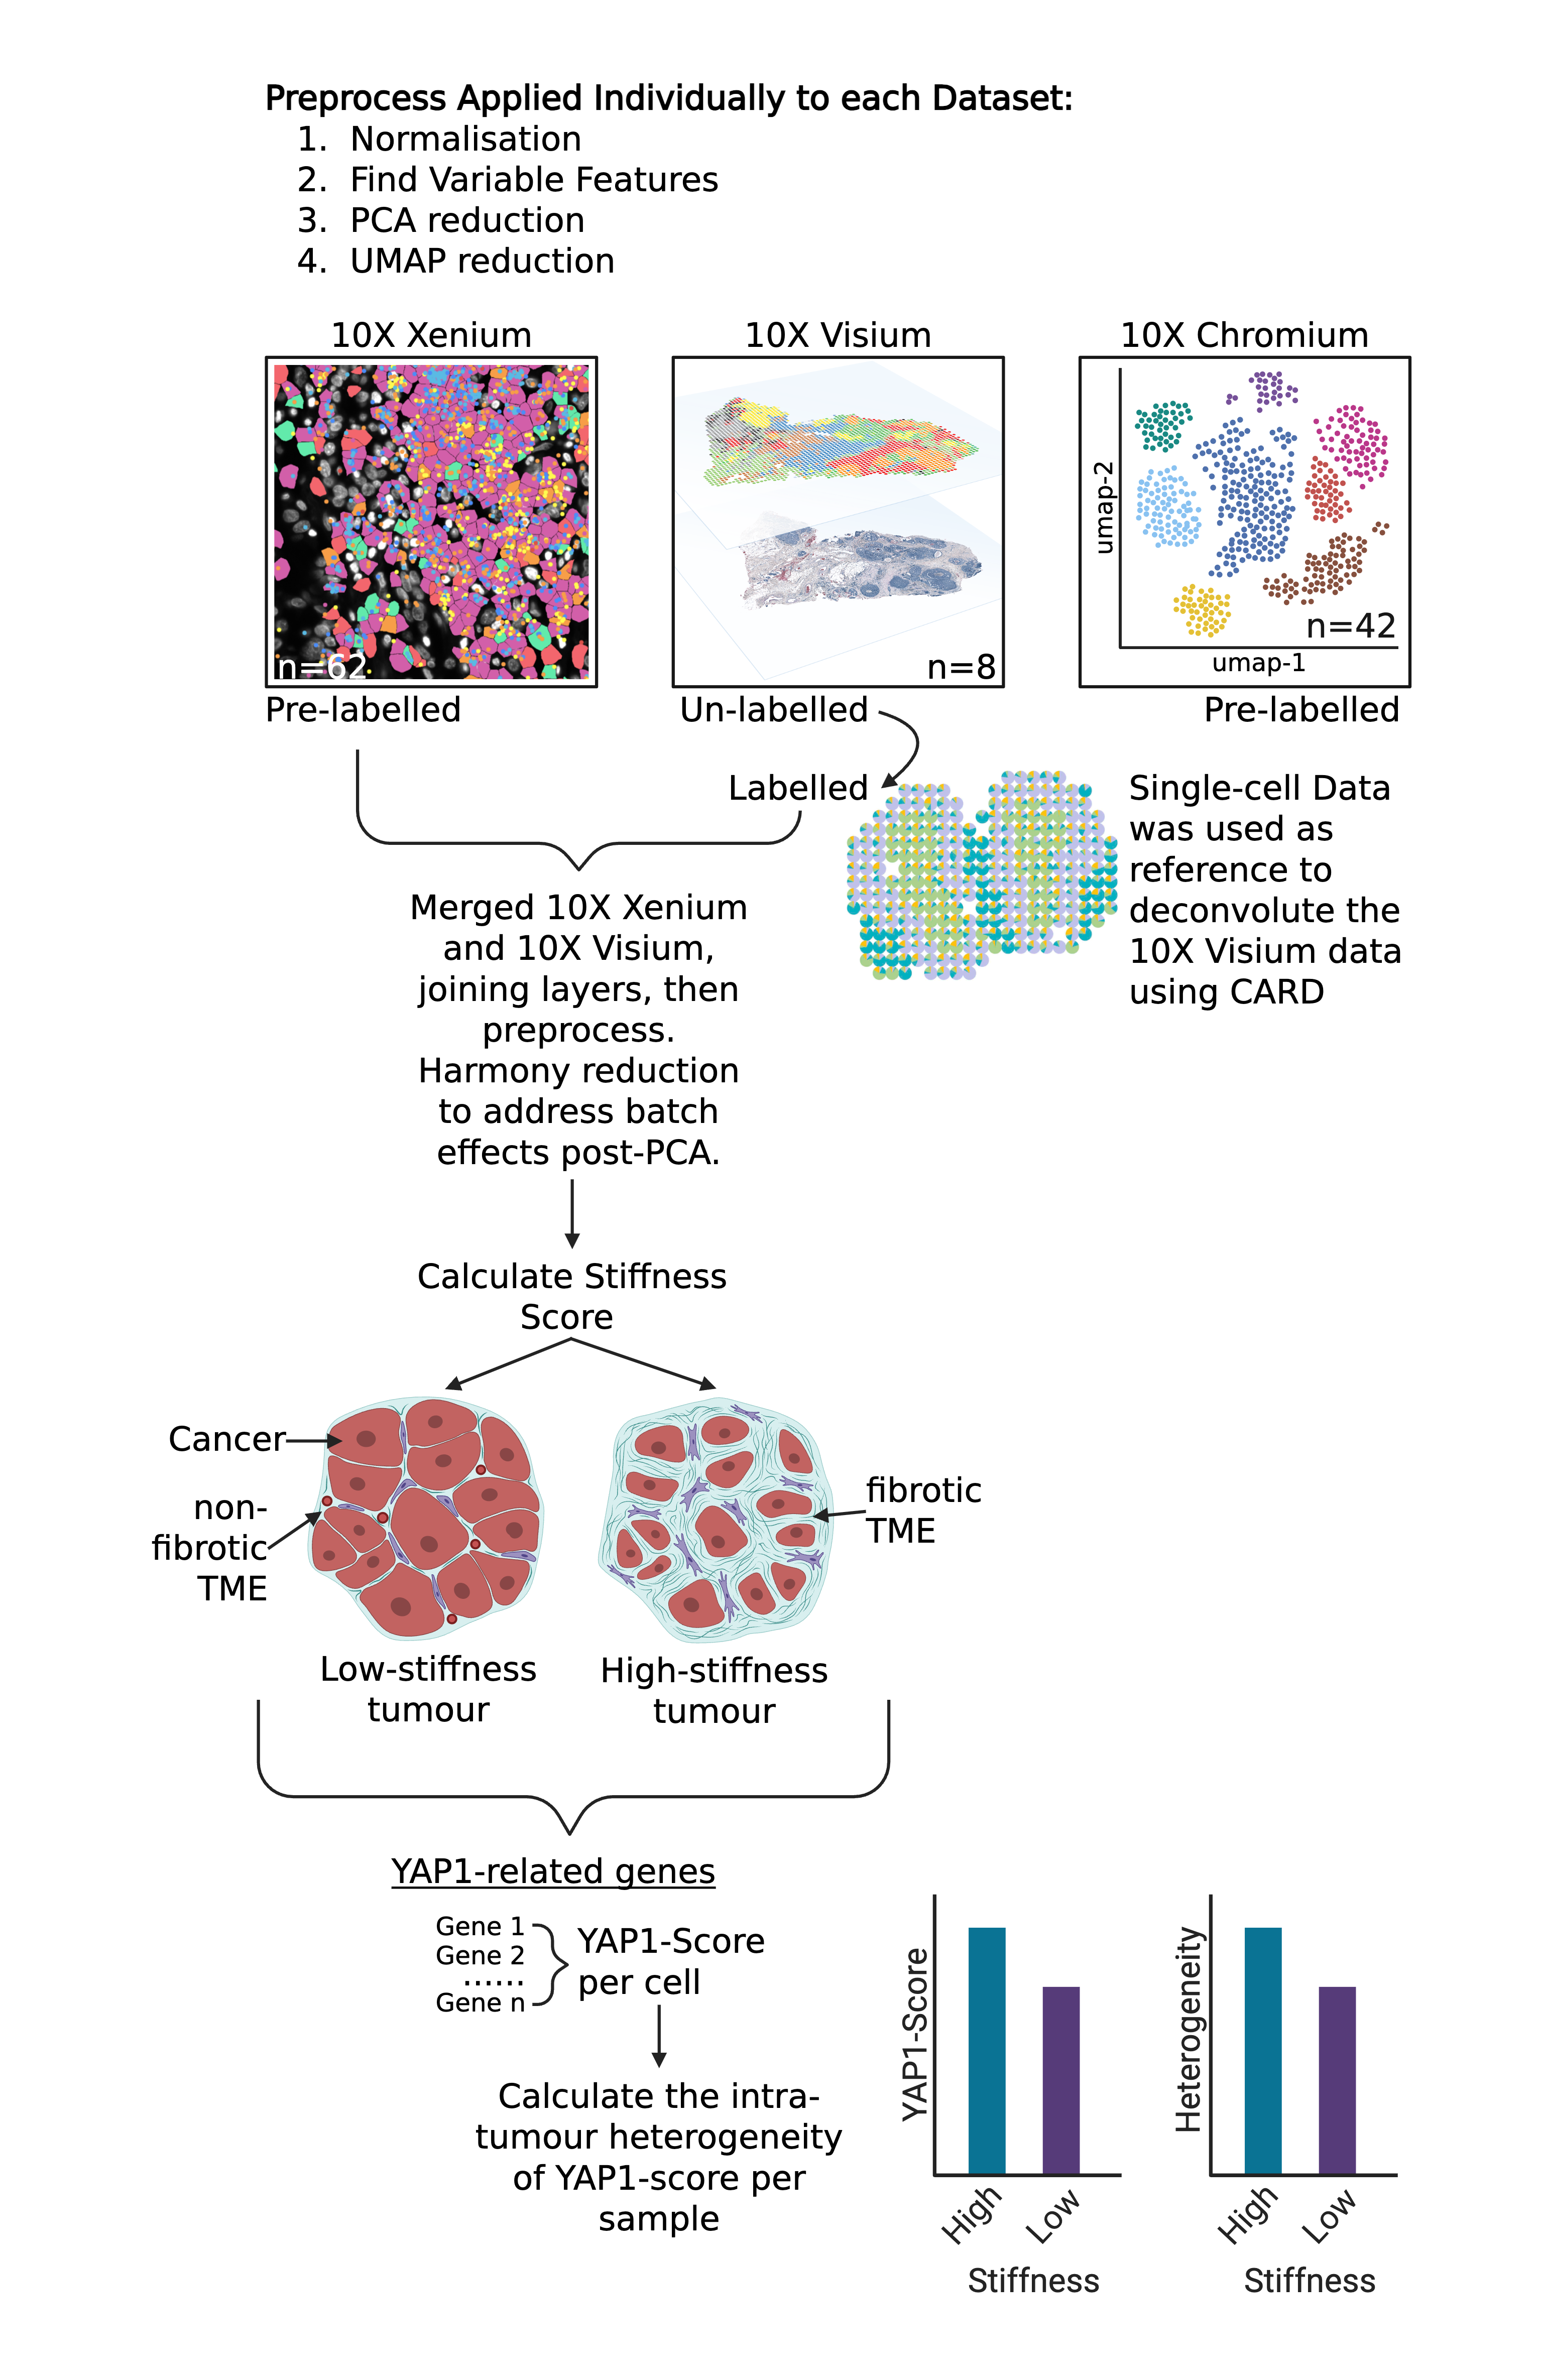 Preprocess Applied Individually to each Dataset:
1. Normalisation
2. Find Variable Features
3. PCA reduction
4. UMAP reduction
10X Xenium
n=62
Pre-labelled
10X Visium
n=8
Un-labelled
Labelled
10X Chromium
umap-2
n=42
umap-1
Pre-labelled
Single-cell Data
was used as
reference to
deconvolute the
10X Visium data
using CARD
Merged 10X Xenium
and 10X Visium,
joining layers, then
preprocess.
Harmony reduction
to address batch
effects post-PCA.
Calculate Stiffness
Score
Cancer
non-
fibrotic
TME
fibrotic
TME
Low-stiffness
tumour
High-stiffness
tumour
YAP1-related genes
Gene 1
Gene 2
......
Gene n
YAP1-Score
per cell
Calculate the intra-
tumour heterogeneity
of YAP1-score per
sample
YAP1-Score
High
Low
Stiffness
Heterogeneity
High
Low
Stiffness